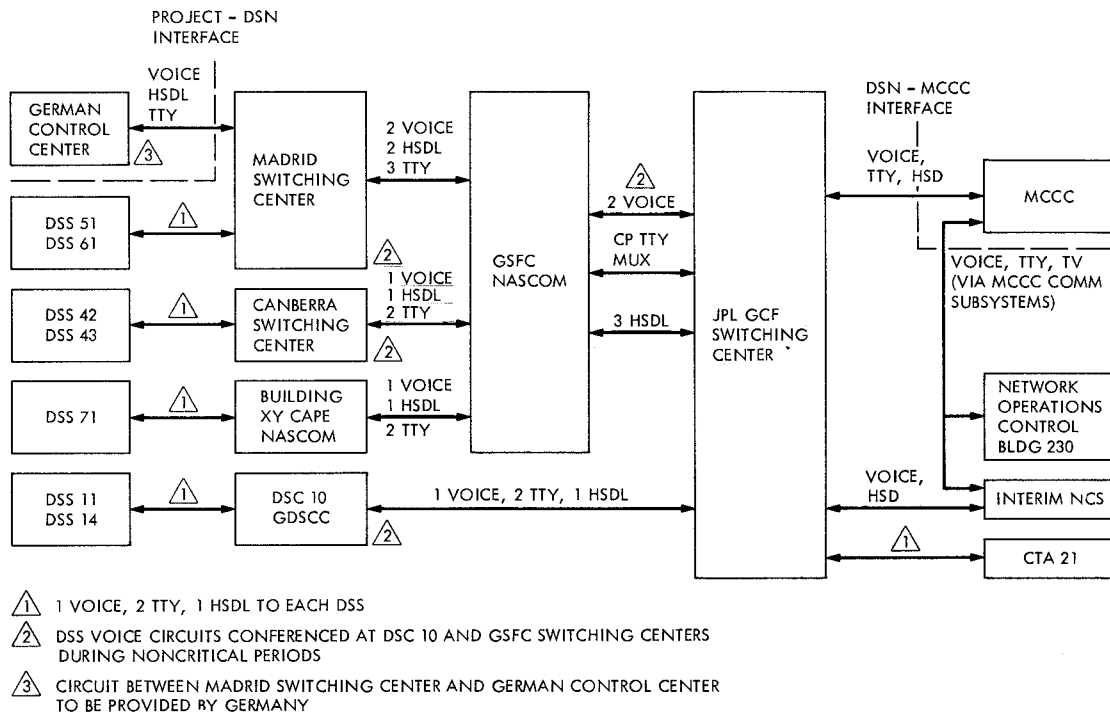 PROJECT - DSN
INTERFACE
VOICE
HSDL
TTY
GERMAN
CONTROL
CENTER
3
MADRID
SWITCHING
CENTER
2 VOICE
2 HSDL
3 TTY
DSS 51
DSS 61
1
2
DSS 42
DSS 43
1
CANBERRA
SWITCHING
CENTER
1 VOICE
1 HSDL
2 TTY
2
DSS 71
1
BUILDING
XY CAPE
NASCOM
1 VOICE
1 HSDL
2 TTY
DSS 11
DSS 14
1
DSC 10
GDSCC
2
1 VOICE, 2 TTY, 1 HSDL
GSFC
NASCOM
2
2 VOICE
CP TTY
MUX
3 HSDL
JPL GCF
SWITCHING
CENTER
DSN - MCCC
INTERFACE
VOICE,
TTY, HSD
MCCC
VOICE, TTY, TV
(VIA MCCC COMM
SUBSYSTEMS)
NETWORK
OPERATIONS
CONTROL
BLDG 230
VOICE,
HSD
INTERIM NCS
1
CTA 21
1 1 VOICE, 2 TTY, 1 HSDL TO EACH DSS
2 DSS VOICE CIRCUITS CONFERENCED AT DSC 10 AND GSFC SWITCHING CENTERS
DURING NONCRITICAL PERIODS
3 CIRCUIT BETWEEN MADRID SWITCHING CENTER AND GERMAN CONTROL CENTER
TO BE PROVIDED BY GERMANY